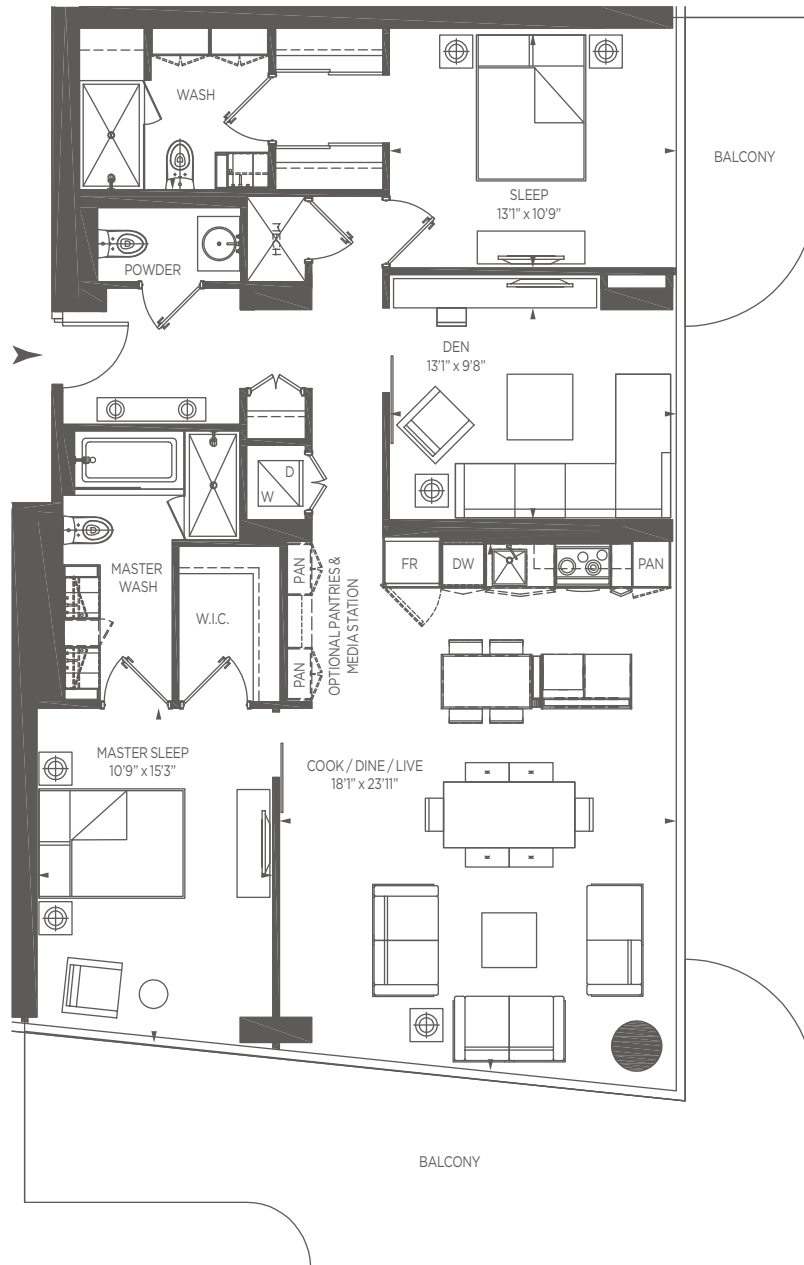 WASH
SLEEP
13'1" x 10'9"
BALCONY
MECH
POWDER
DEN
13'1" x 9'8"
D
W
MASTER
WASH
W.I.C.
PAN
PAN
OPTIONAL PANTRIES &
MEDIA STATION
FR
DW
PAN
MASTER SLEEP
10'9" x 15'3"
COOK / DINE / LIVE
18'1" x 23'11"
BALCONY